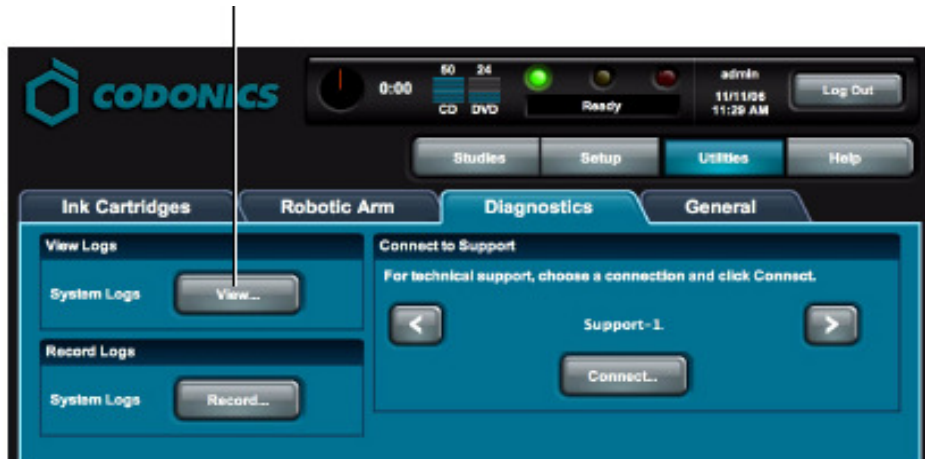 CODONICS
0:00
50 24
CD DVD
Ready
admin
11/11/06
11:29 AM
Log Out
Studies Setup Utilities Help
Ink Cartridges Robotic Arm Diagnostics General
View Logs
System Logs View...
Record Logs
System Logs Record...
Connect to Support
For technical support, choose a connection and click Connect.
< Support-1. >
Connect...